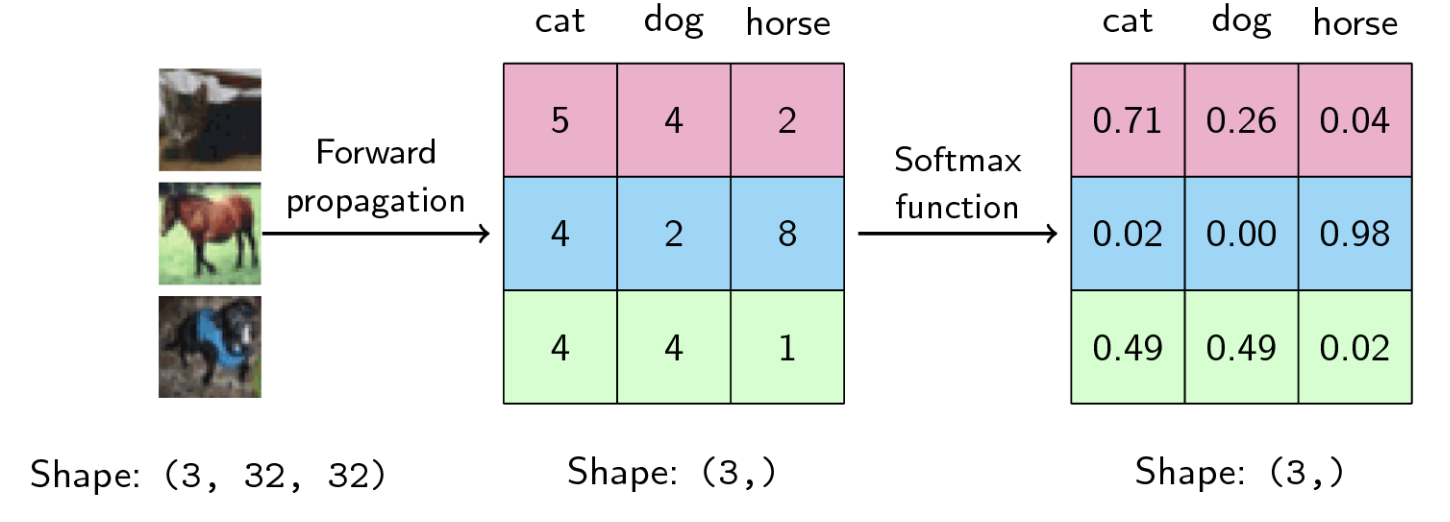 cat dog horse
cat dog horse
5 4 2
0.71 0.26 0.04
Forward
propagation
Softmax
function
4 2 8
0.02 0.00 0.98
4 4 1
0.49 0.49 0.02
Shape: (3, 32, 32)
Shape: (3,)
Shape: (3,)